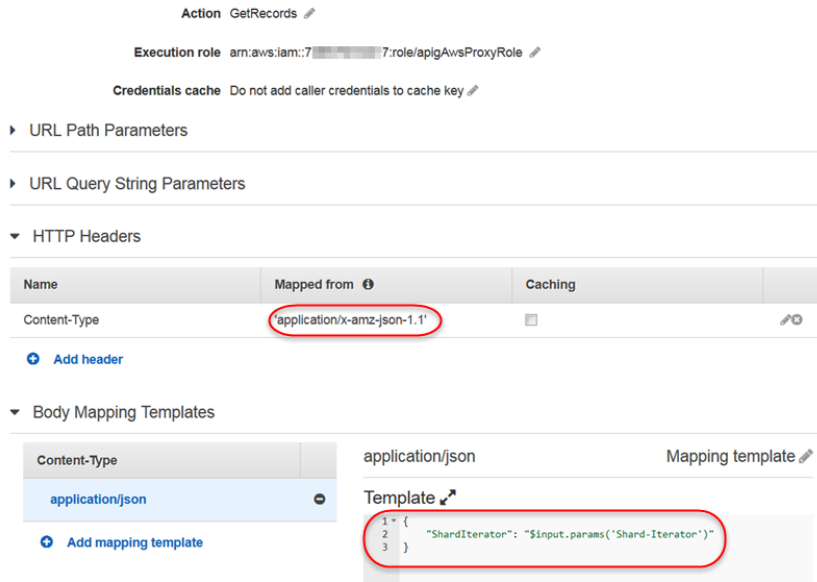 Action GetRecords
Execution role arn:aws:iam::7 7:role/apigAwsProxyRole
Credentials cache Do not add caller credentials to cache key
URL Path Parameters
URL Query String Parameters
HTTP Headers
Name Mapped from Caching
Content-Type 'application/x-amz-json-1.1'
Add header
Body Mapping Templates
Content-Type
application/json
Add mapping template
application/json Mapping template
Template
1 {
2 "ShardIterator": "$input.params('Shard-Iterator')"
3 }